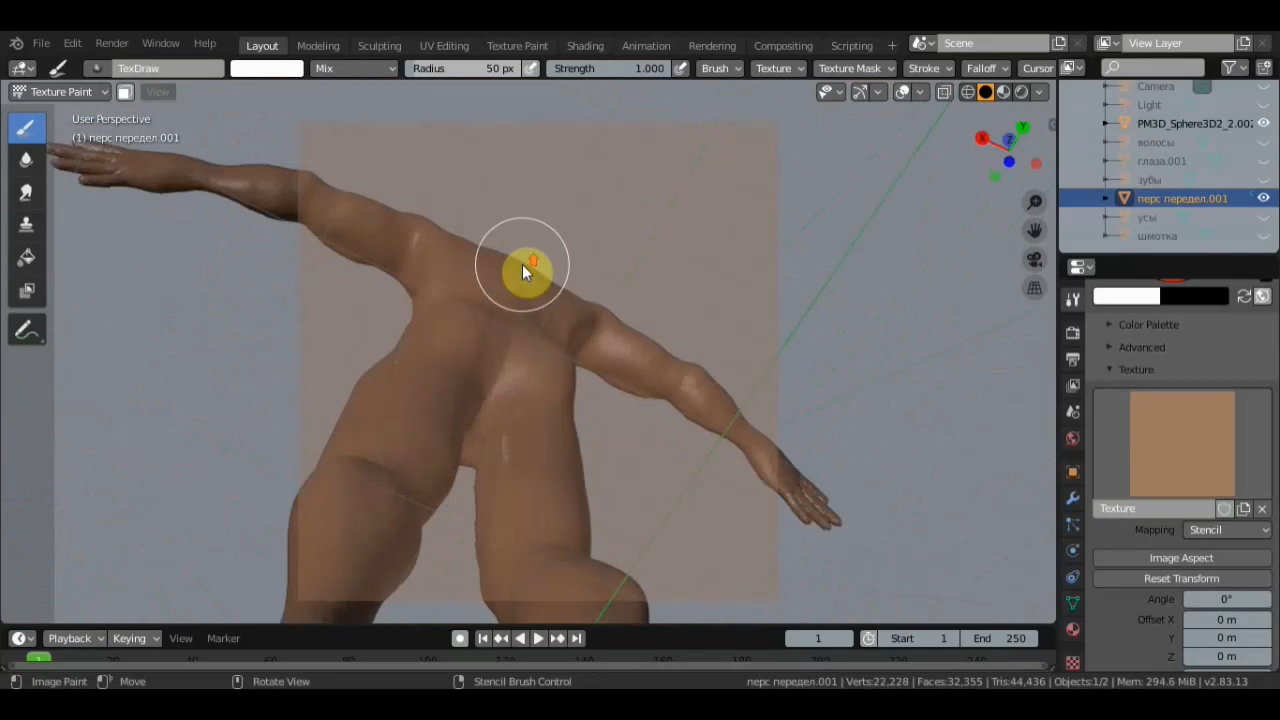 File Edit Render Window Help Layout Modeling Sculpting UV Editing Texture Paint Shading Animation Rendering Compositing Scripting + Scene View Layer
TexDraw Mix Radius 50 px Strength 1.000 Brush Texture Texture Mask Stroke Falloff Cursor
Texture Paint View
User Perspective
(1) перс передел.001
X Y Z
Camera
Light
PM3D_Sphere3D2_2.002
волосы
глаза.001
зубы
перс передел.001
усы
шмотка
Color Palette
Advanced
Texture
Texture
Mapping Stencil
Image Aspect
Reset Transform
Angle 0°
Offset X 0 m
Y 0 m
Z 0 m
Playback Keying View Marker 1 Start 1 End 250
1
Image Paint Move Rotate View Stencil Brush Control перс передел.001 | Verts:22,228 | Faces:32,355 | Tris:44,436 | Objects:1/2 | Mem: 294.6 MiB | v2.83.13